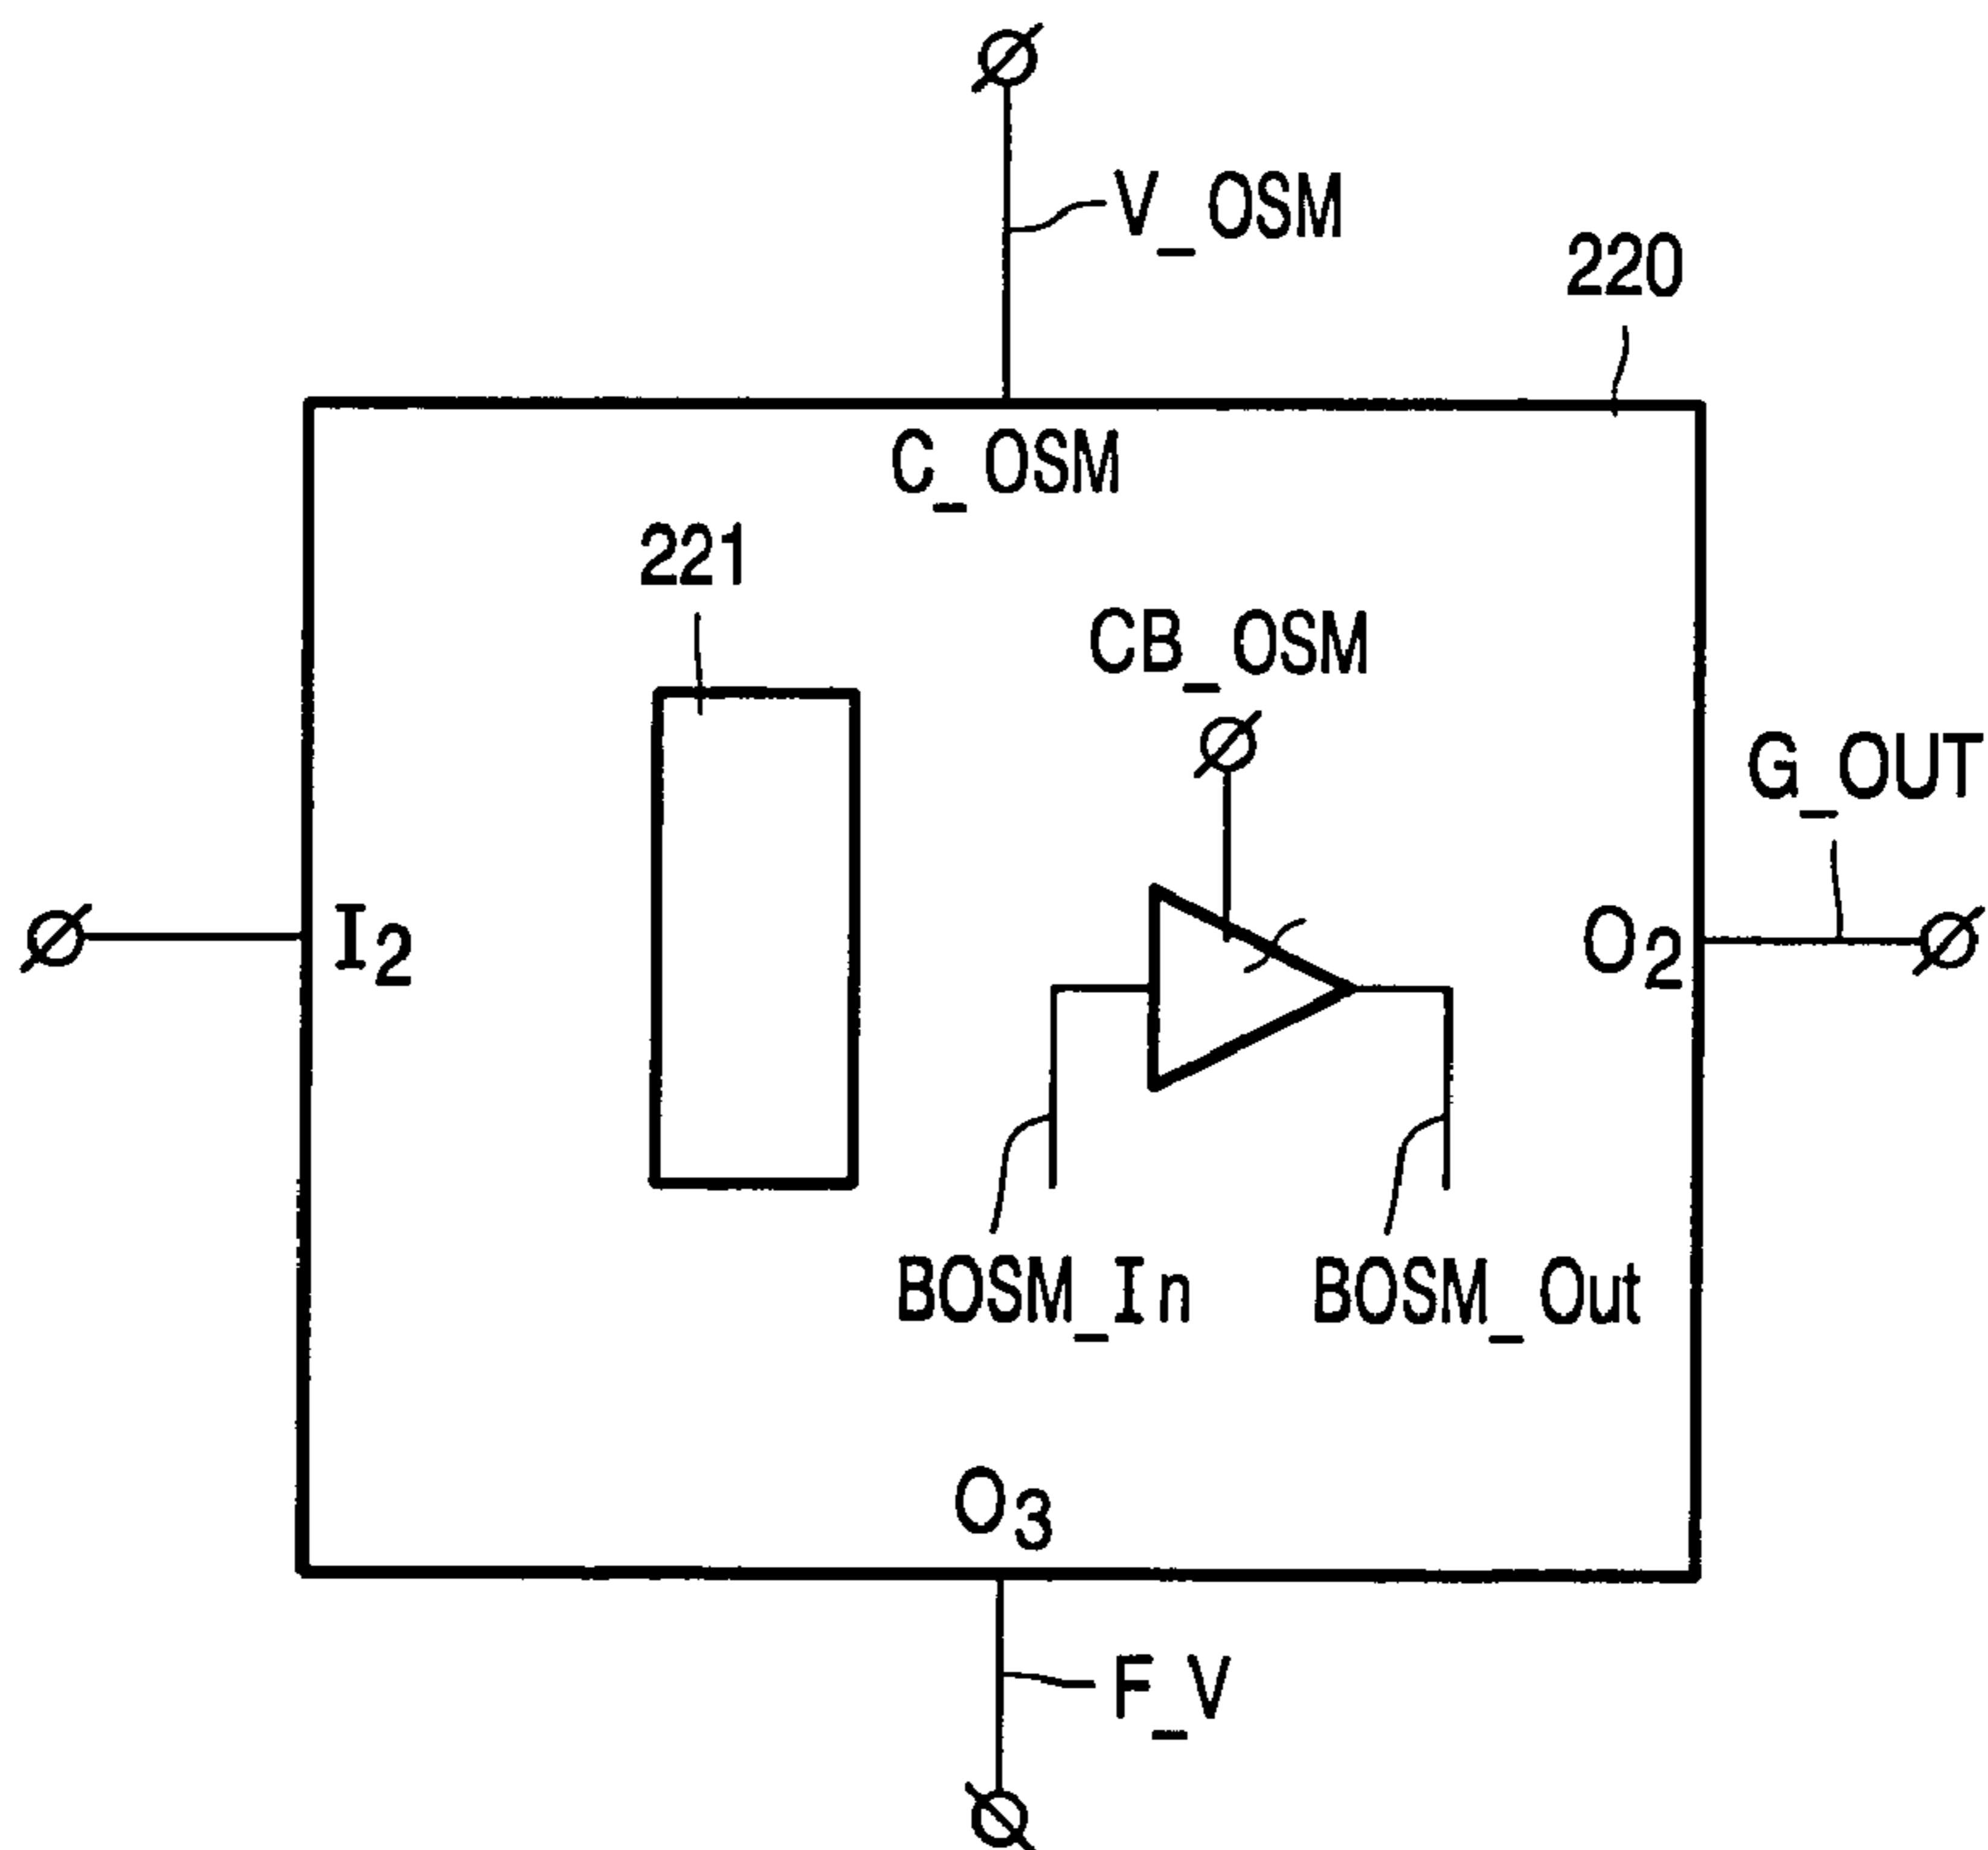 V_OSM
220
C_OSM
221
CB_OSM
G_OUT
I2
O2
BOSM_In
BOSM_Out
O3
F_V